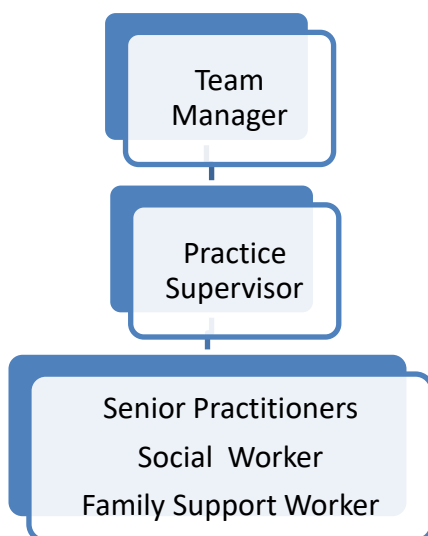 Team
Manager
Practice
Supervisor
Senior Practitioners
Social  Worker
Family Support Worker